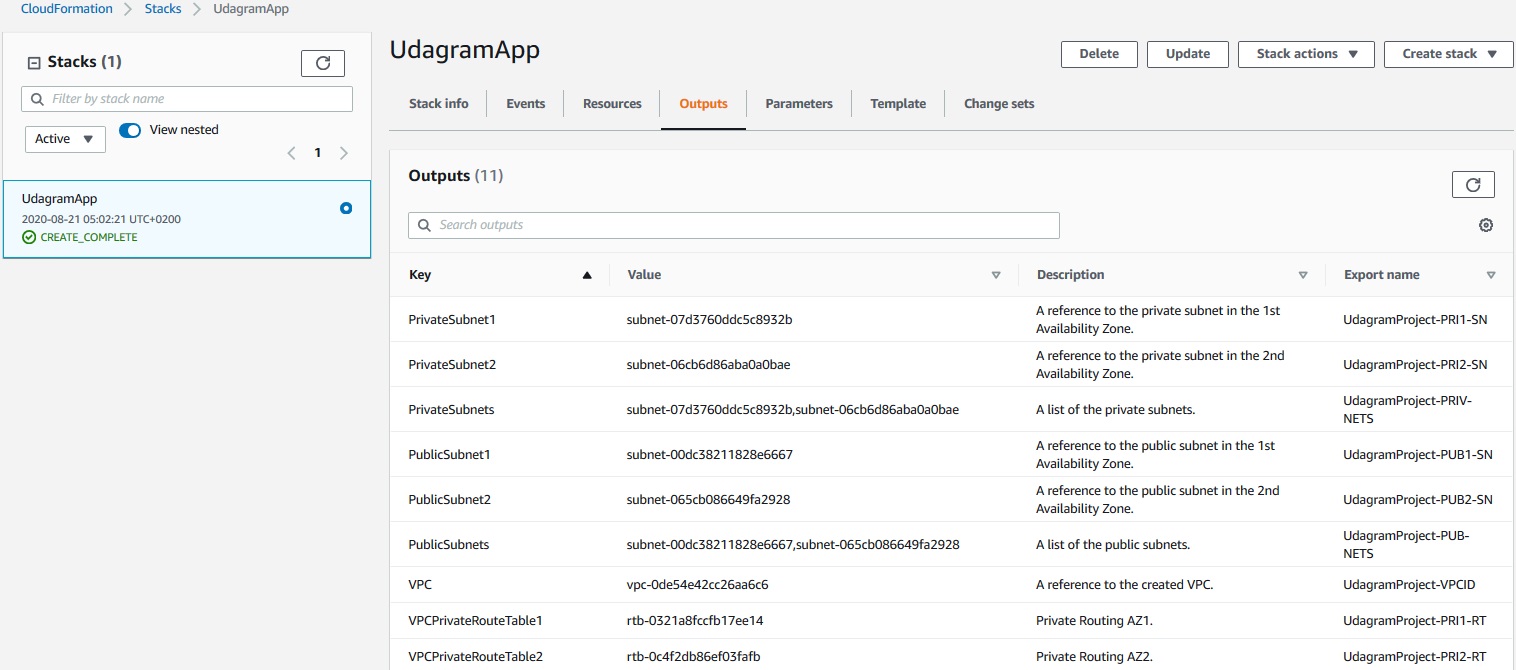 CloudFormation > Stacks > UdagramApp
Stacks (1)
Filter by stack name
Active
View nested
1
UdagramApp
2020-08-21 05:02:21 UTC+0200
CREATE_COMPLETE
UdagramApp
Delete
Update
Stack actions
Create stack
Stack info
Events
Resources
Outputs
Parameters
Template
Change sets
Outputs (11)
Search outputs
Key Value Description Export name
PrivateSubnet1 subnet-07d3760ddc5c8932b A reference to the private subnet in the 1st UdagramProject-PRI1-SN
Availability Zone.
PrivateSubnet2 subnet-06cb6d86aba0a0bae A reference to the private subnet in the 2nd UdagramProject-PRI2-SN
Availability Zone.
PrivateSubnets subnet-07d3760ddc5c8932b,subnet-06cb6d86aba0a0bae A list of the private subnets. UdagramProject-PRIV-
NETS
PublicSubnet1 subnet-00dc38211828e6667 A reference to the public subnet in the 1st UdagramProject-PUB1-SN
Availability Zone.
PublicSubnet2 subnet-065cb086649fa2928 A reference to the public subnet in the 2nd UdagramProject-PUB2-SN
Availability Zone.
PublicSubnets subnet-00dc38211828e6667,subnet-065cb086649fa2928 A list of the public subnets. UdagramProject-PUB-
NETS
VPC vpc-0de54e42cc26aa6c6 A reference to the created VPC. UdagramProject-VPCID
VPCPrivateRouteTable1 rtb-0321a8fccfb17ee14 Private Routing AZ1. UdagramProject-PRI1-RT
VPCPrivateRouteTable2 rtb-0c4f2db86ef03fafb Private Routing AZ2. UdagramProject-PRI2-RT